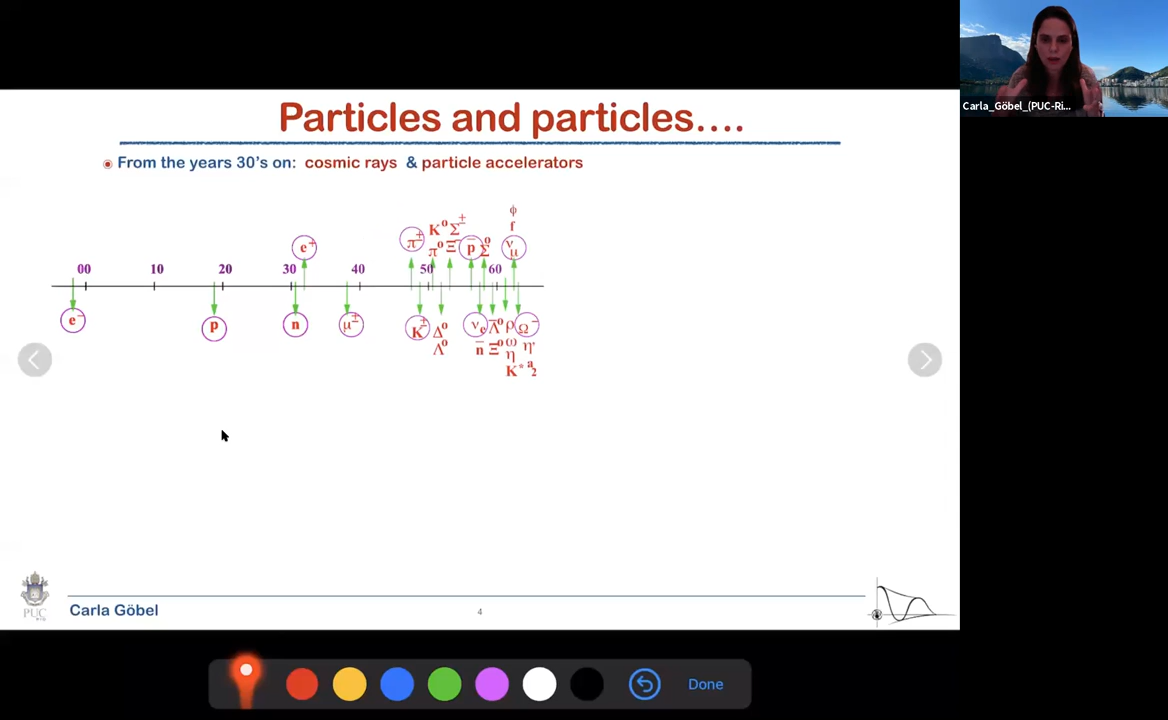 Particles and particles....
From the years 30's on: cosmic rays & particle accelerators
ϕ
f
e⁺ π± K⁰ Σ± π⁰ Ξ⁻ p̄ Σ⁰ ν_μ
00 10 20 30 40 50 60
e⁻ p n μ± K± Δ⁰ ν_e Λ̄⁰ ρ Ω⁻
Λ⁰ n̄ Ξ⁰ ω η η'
K* a₂
PUC
Carla Göbel
4
Carla_Göbel_(PUC-Ri...
Done